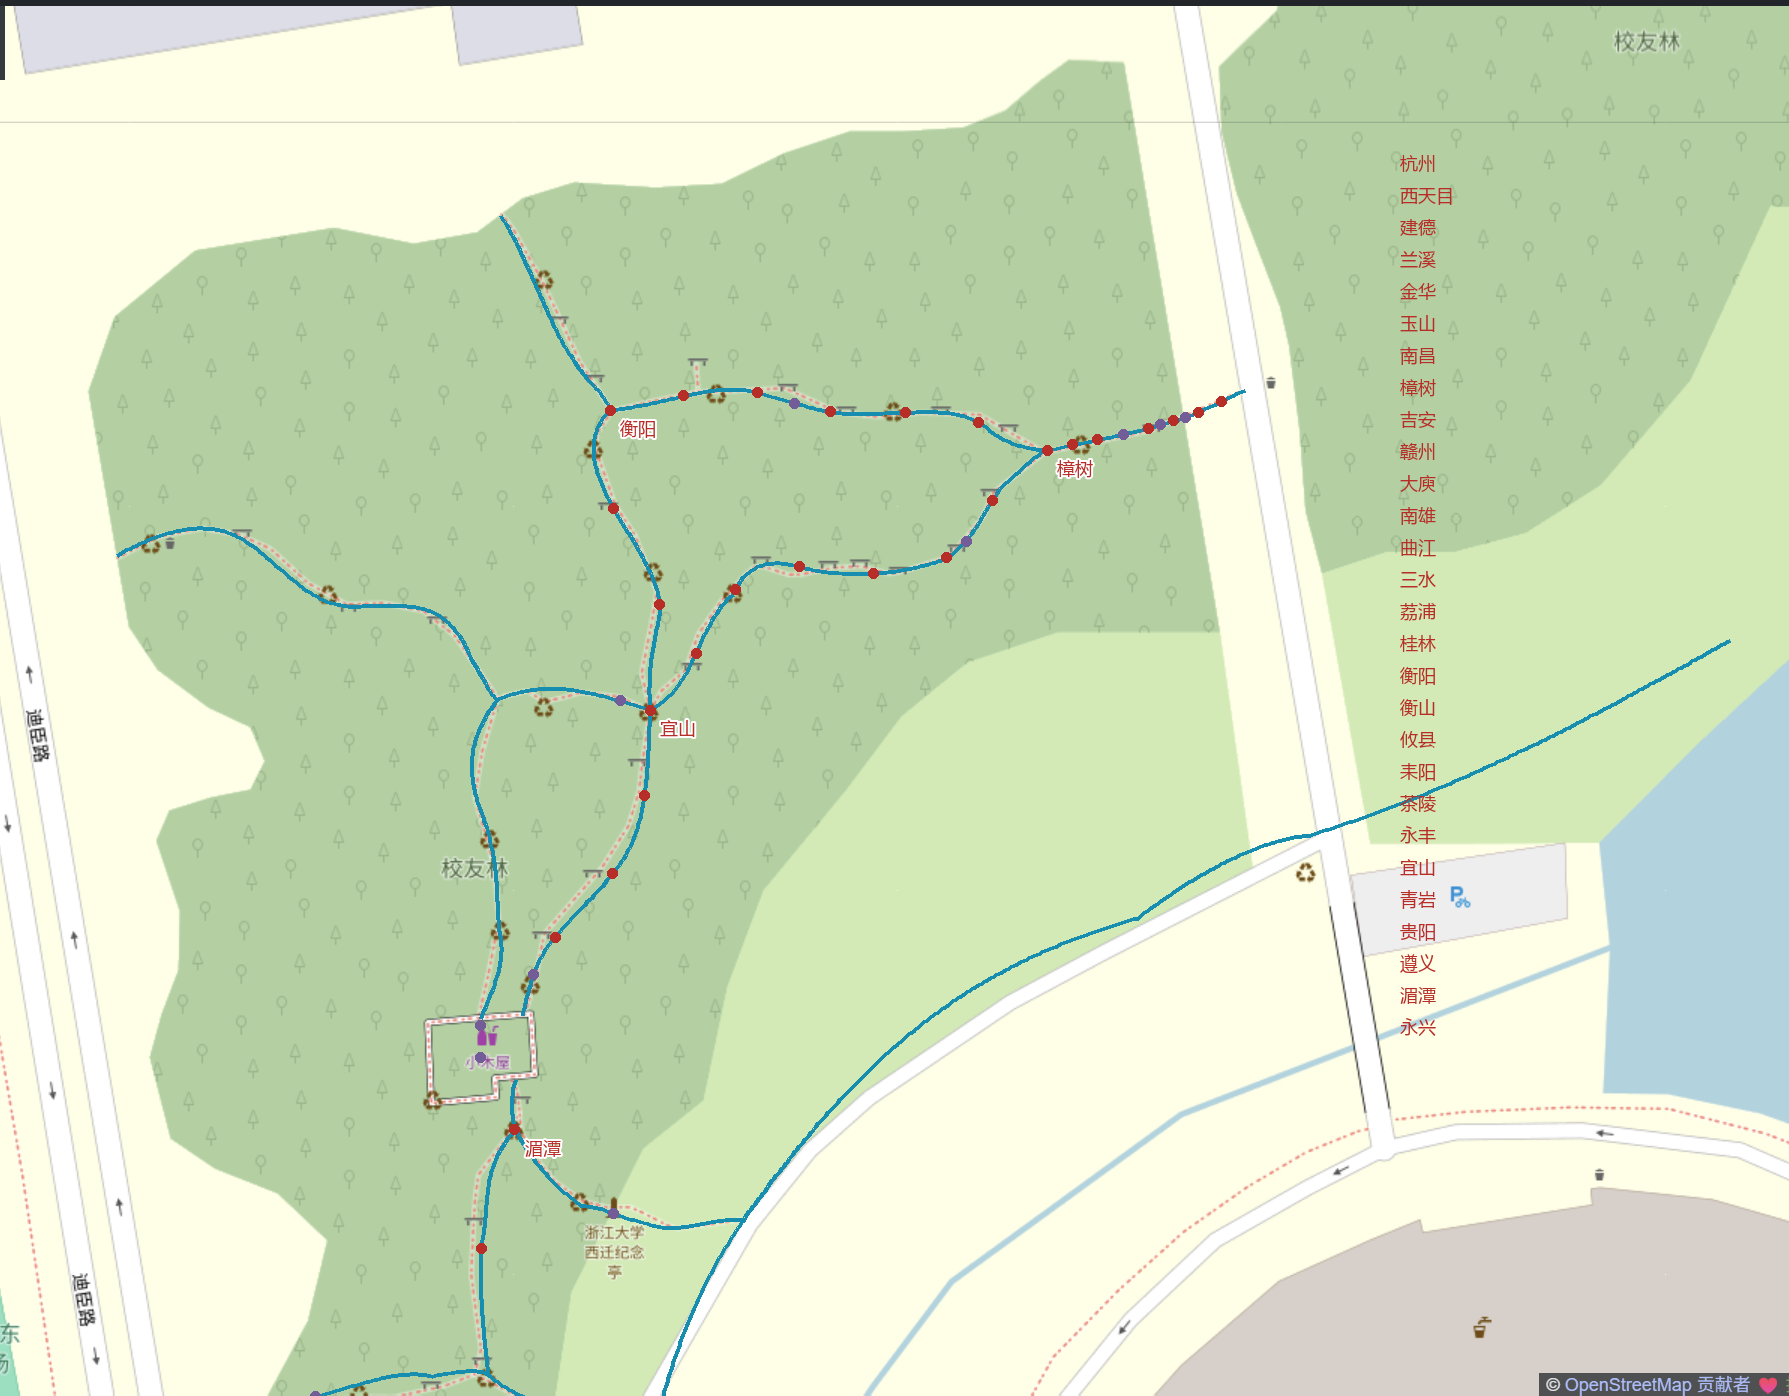 校友林
杭州
西天目
建德
兰溪
金华
玉山
南昌
樟树
吉安
赣州
大庾
南雄
曲江
三水
荔浦
桂林
衡阳
衡山
攸县
耒阳
茶陵
永丰
宜山
青岩
贵阳
遵义
湄潭
永兴
衡阳
樟树
宜山
迪臣路
校友林
小木屋
湄潭
浙江大学
西迁纪念
亭
迪臣路
东
场
P
© OpenStreetMap 贡献者